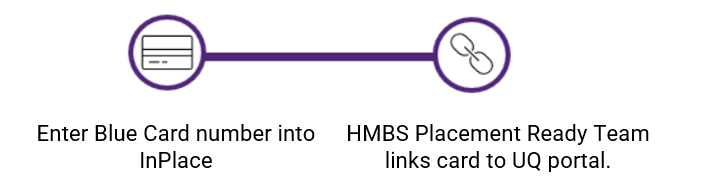 Enter Blue Card number into
InPlace
HMBS Placement Ready Team
links card to UQ portal.